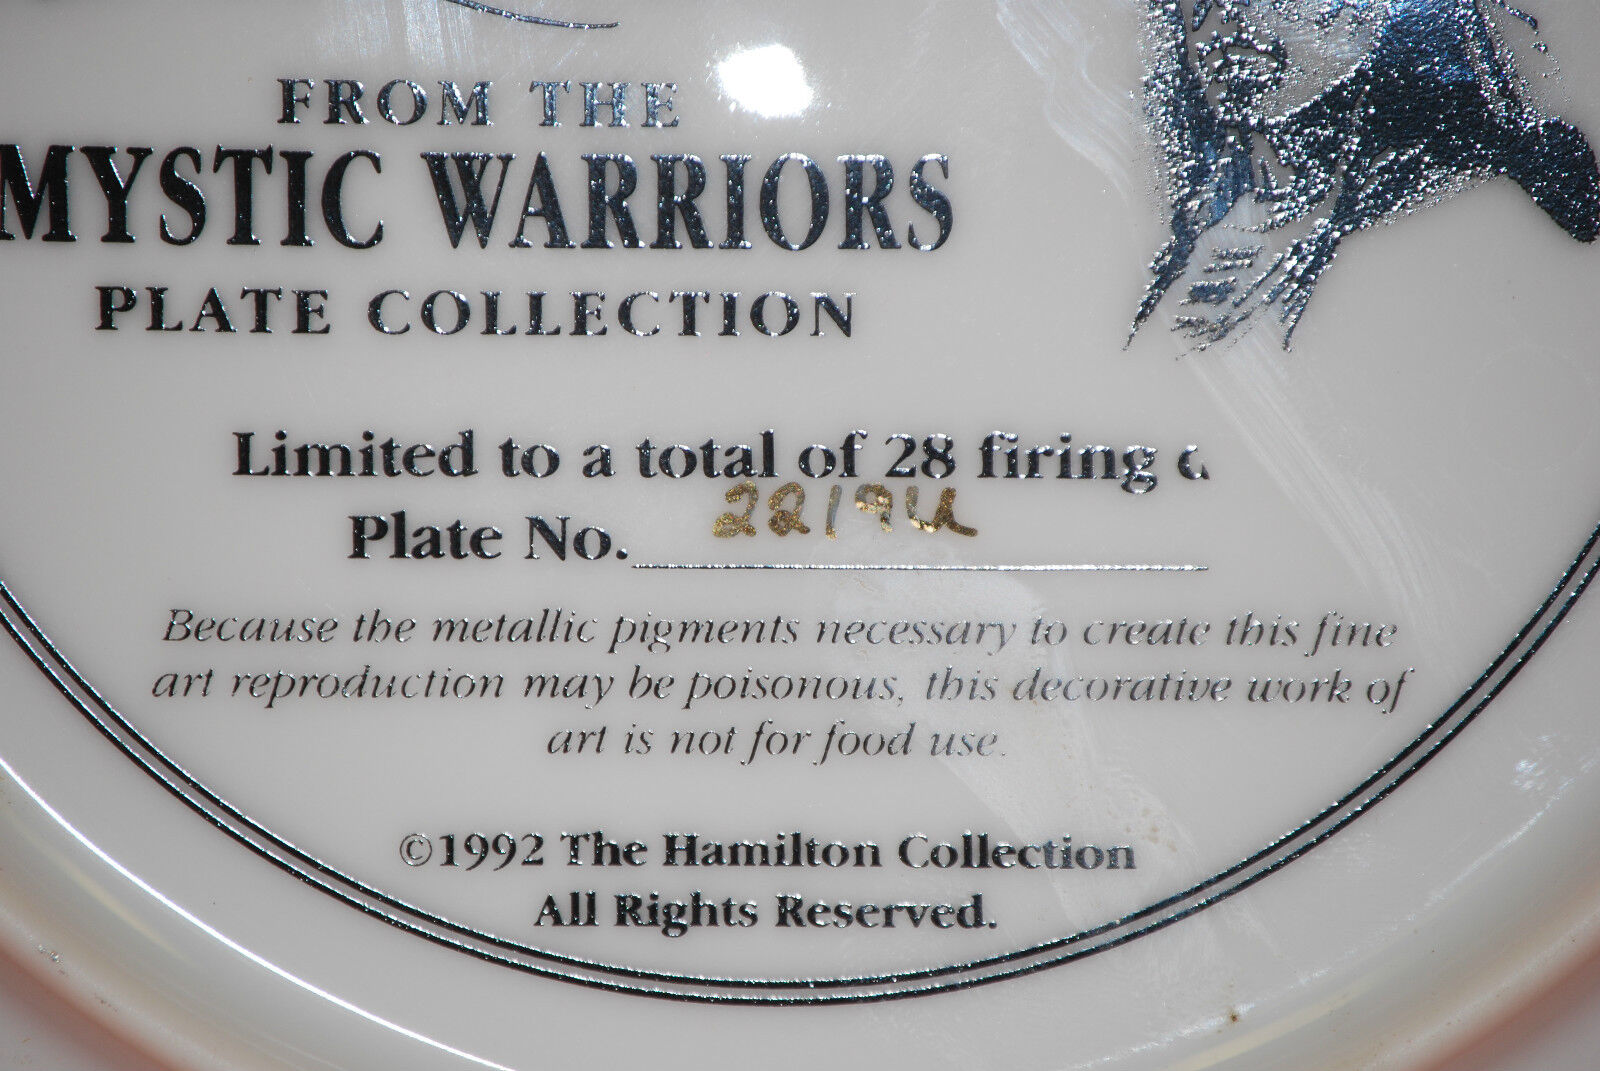 FROM THE
MYSTIC WARRIORS
PLATE COLLECTION
Limited to a total of 28 firing
Plate No. 2219U
Because the metallic pigments necessary to create this fine
art reproduction may be poisonous, this decorative work of
art is not for food use.
©1992 The Hamilton Collection
All Rights Reserved.